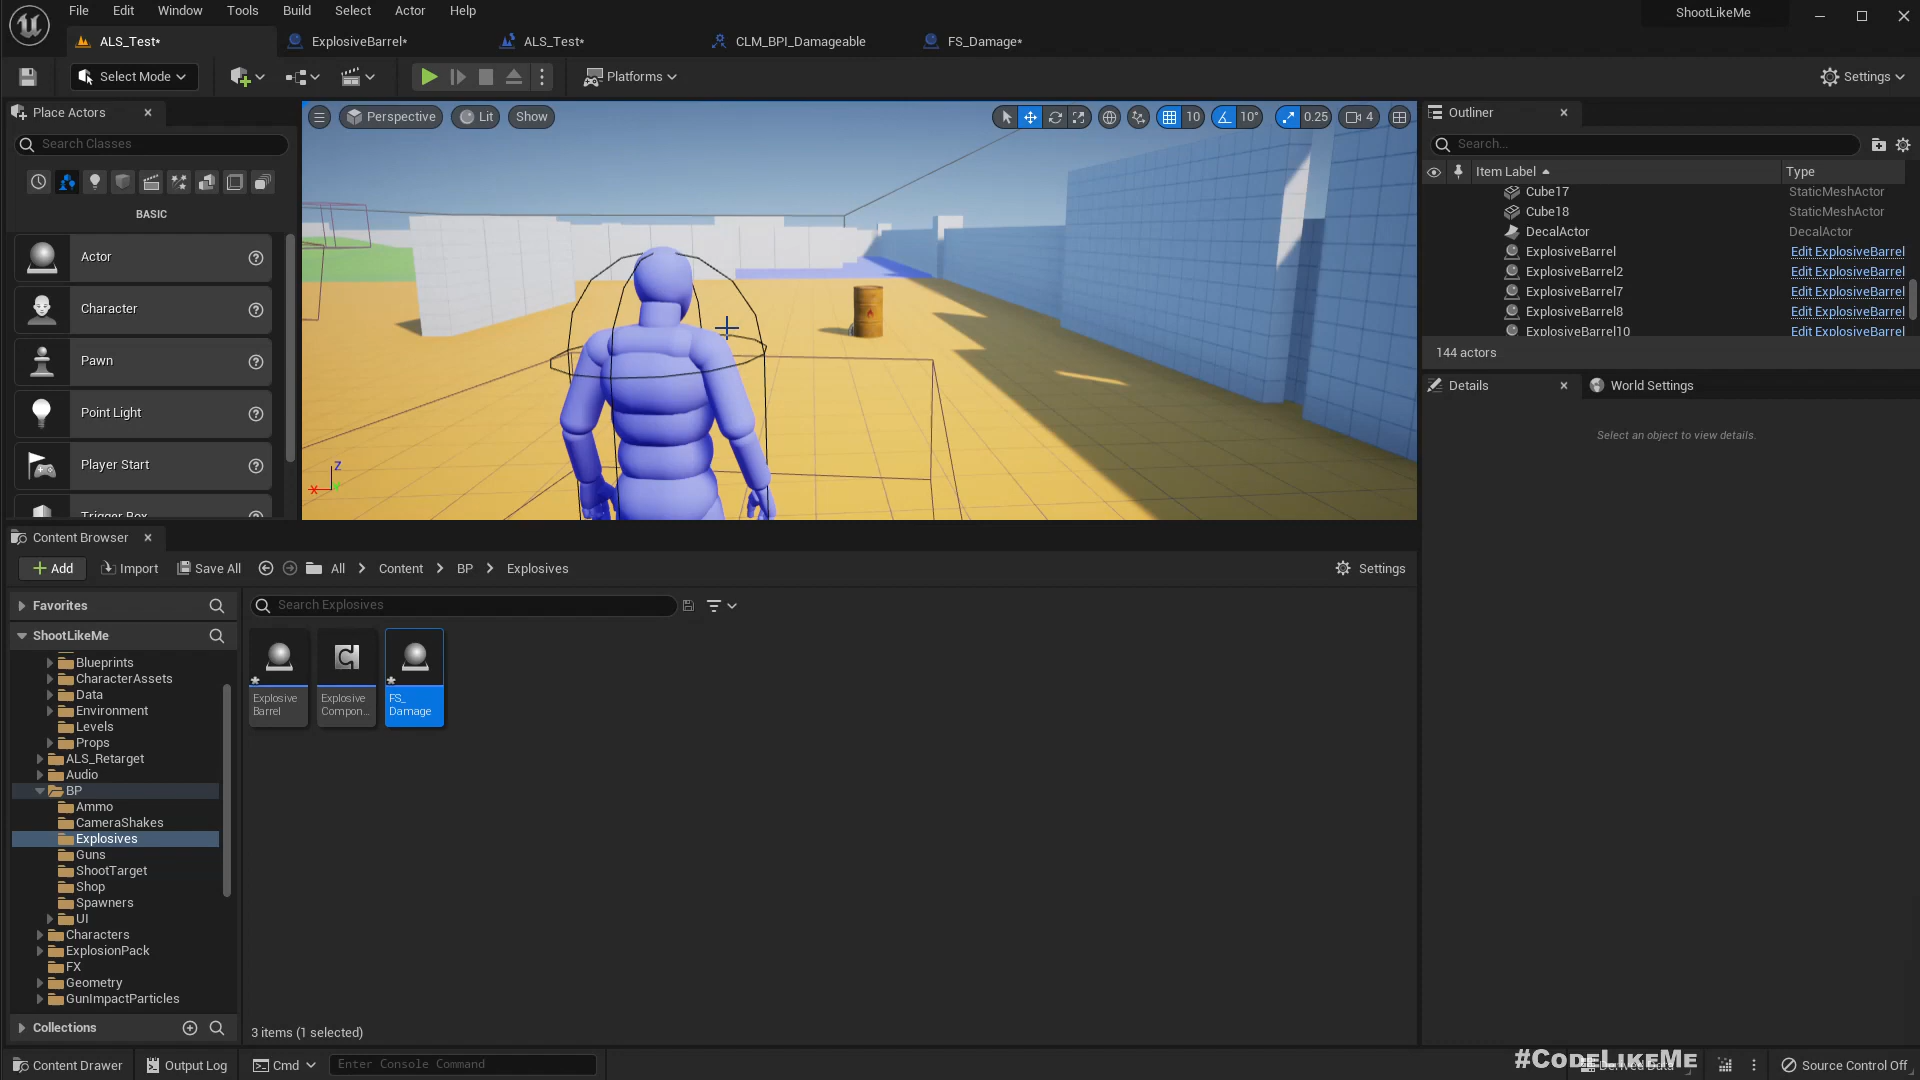 File Edit Window Tools Build Select Actor Help
ShootLikeMe
ALS_Test* ExplosiveBarrel* ALS_Test* CLM_BPI_Damageable FS_Damage*
Select Mode Platforms Settings
Place Actors
Search Classes
BASIC
Actor
Character
Pawn
Point Light
Player Start
Trigger Box
Perspective Lit Show
10 10° 0.25 4
Z
X
Outliner
Search...
Item Label Type
Cube17 StaticMeshActor
Cube18 StaticMeshActor
DecalActor DecalActor
ExplosiveBarrel Edit ExplosiveBarrel
ExplosiveBarrel2 Edit ExplosiveBarrel
ExplosiveBarrel7 Edit ExplosiveBarrel
ExplosiveBarrel8 Edit ExplosiveBarrel
ExplosiveBarrel10 Edit ExplosiveBarrel
144 actors
Details World Settings
Select an object to view details.
Content Browser
Add Import Save All All Content BP Explosives Settings
Favorites
Search Explosives
ShootLikeMe
Blueprints
CharacterAssets
Data
Environment
Levels
Props
ALS_Retarget
Audio
BP
Ammo
CameraShakes
Explosives
Guns
ShootTarget
Shop
Spawners
UI
Characters
ExplosionPack
FX
Geometry
GunImpactParticles
Collections
Explosive
Barrel
Explosive
Compon...
FS_
Damage
3 items (1 selected)
Content Drawer Output Log Cmd Enter Console Command
#CodeLikeMe
Derived Data
Source Control Off